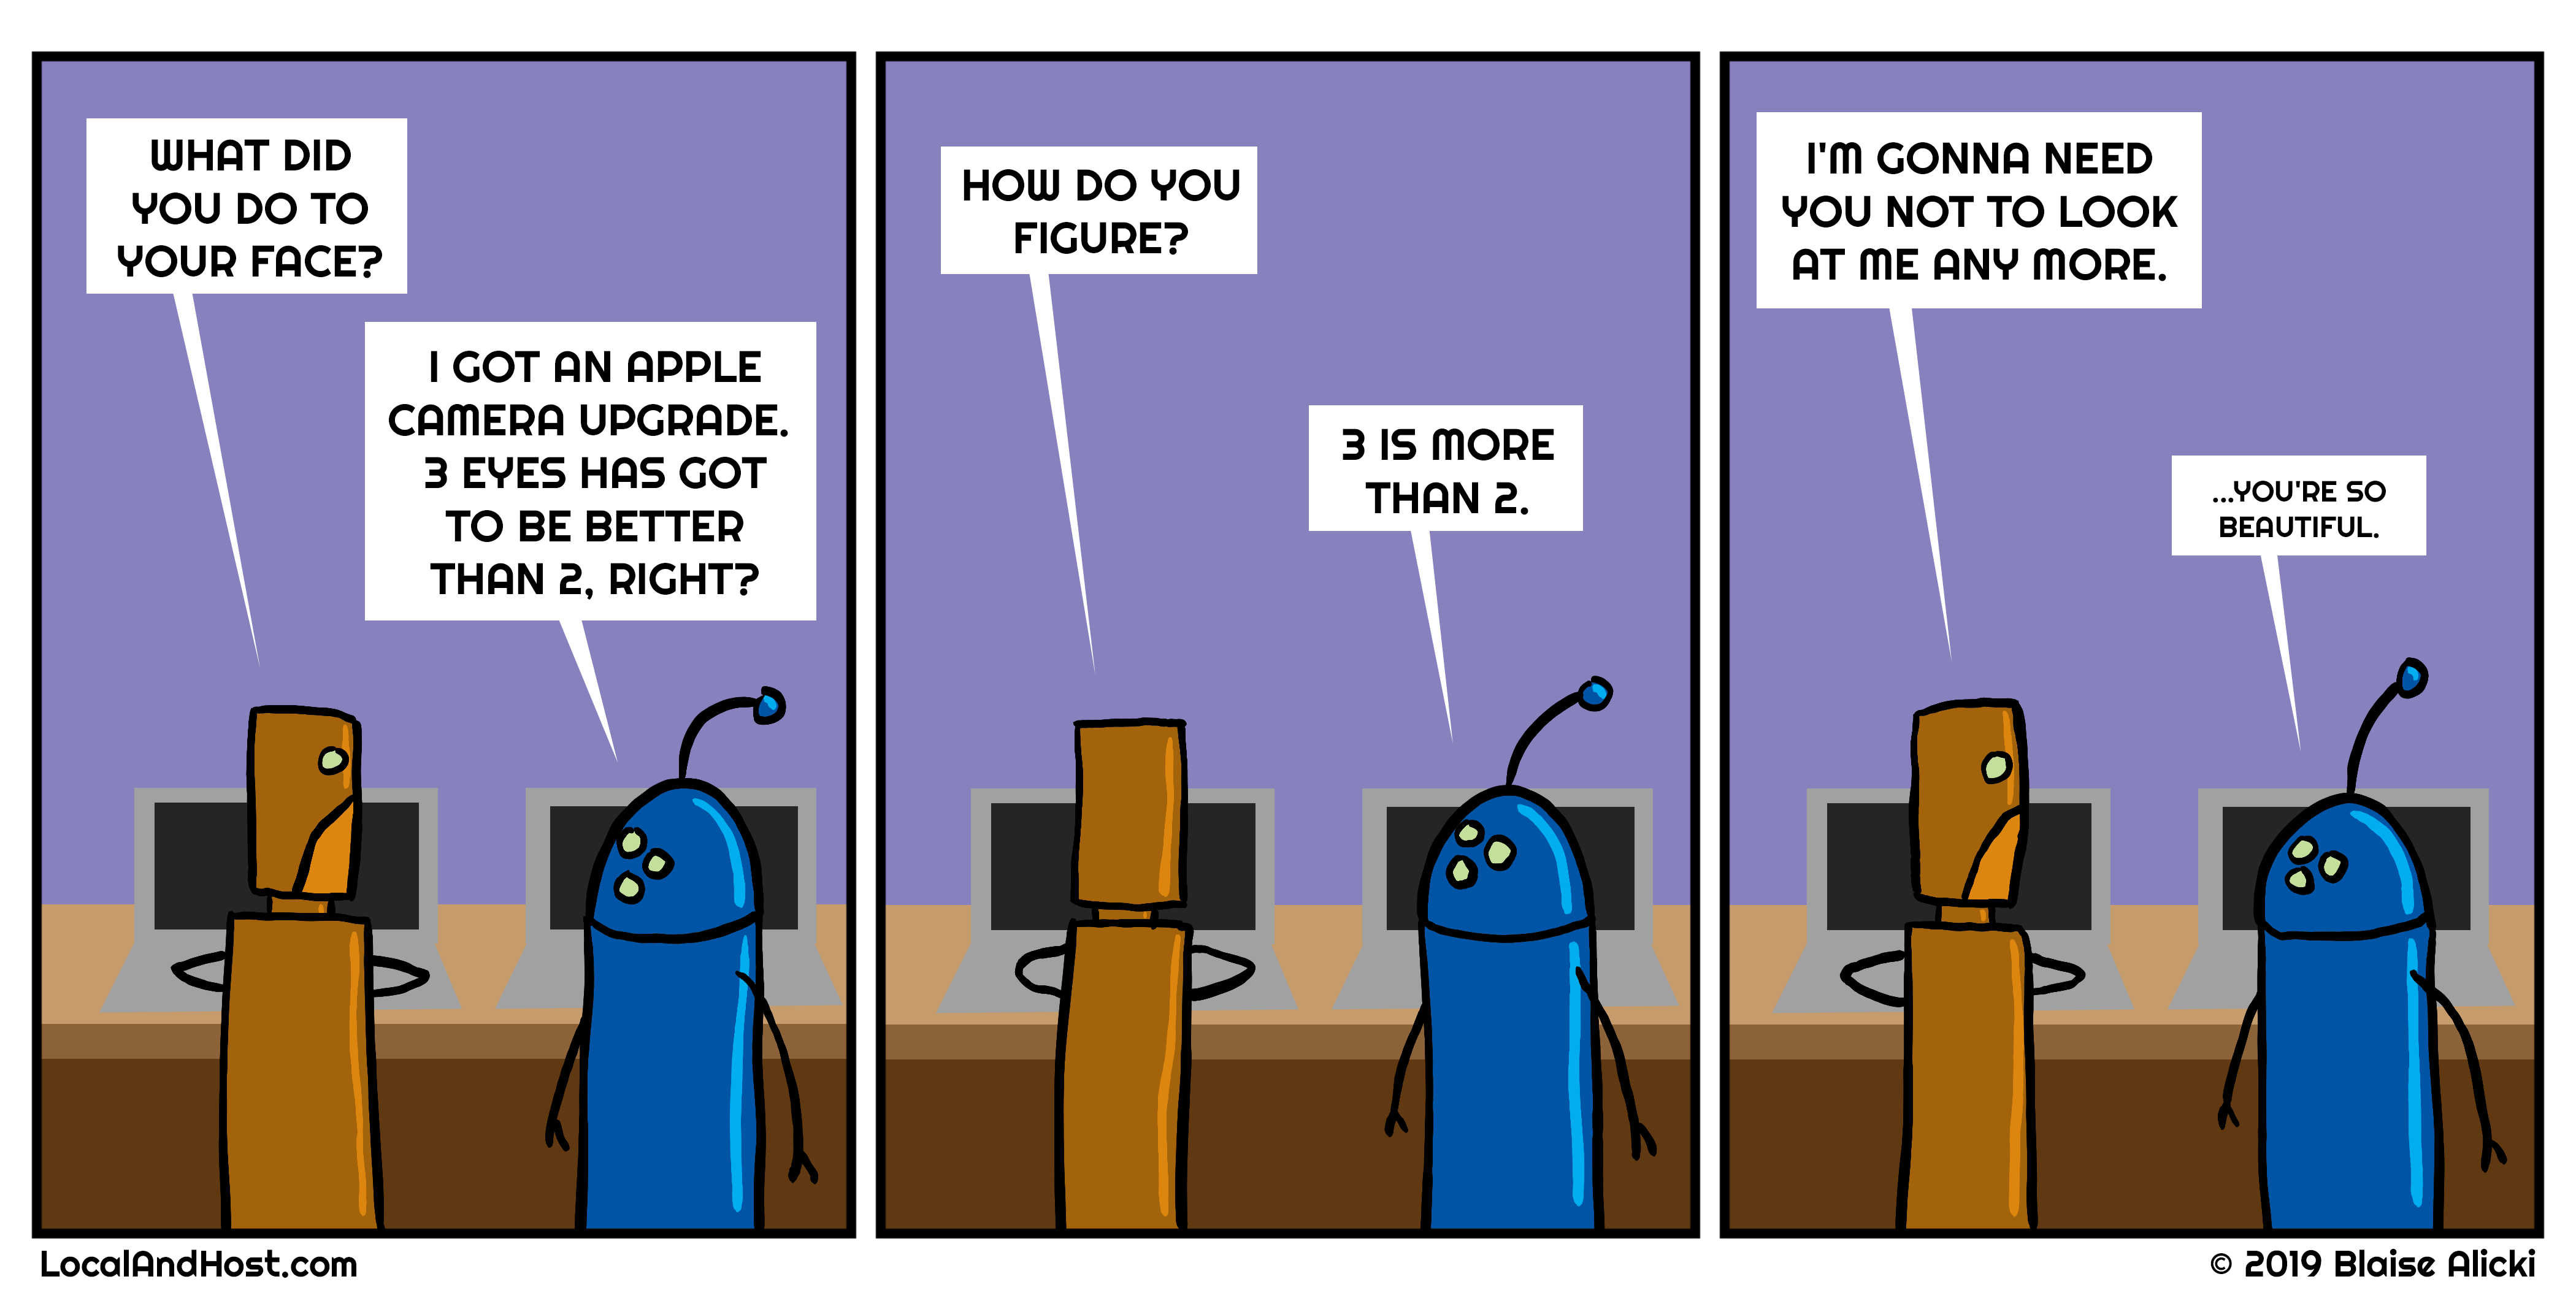 WHAT DID
YOU DO TO
YOUR FACE?
I GOT AN APPLE
CAMERA UPGRADE.
3 EYES HAS GOT
TO BE BETTER
THAN 2, RIGHT?
HOW DO YOU
FIGURE?
3 IS MORE
THAN 2.
I'M GONNA NEED
YOU NOT TO LOOK
AT ME ANY MORE.
...YOU'RE SO
BEAUTIFUL.
LocalAndHost.com
© 2019 Blaise Alicki